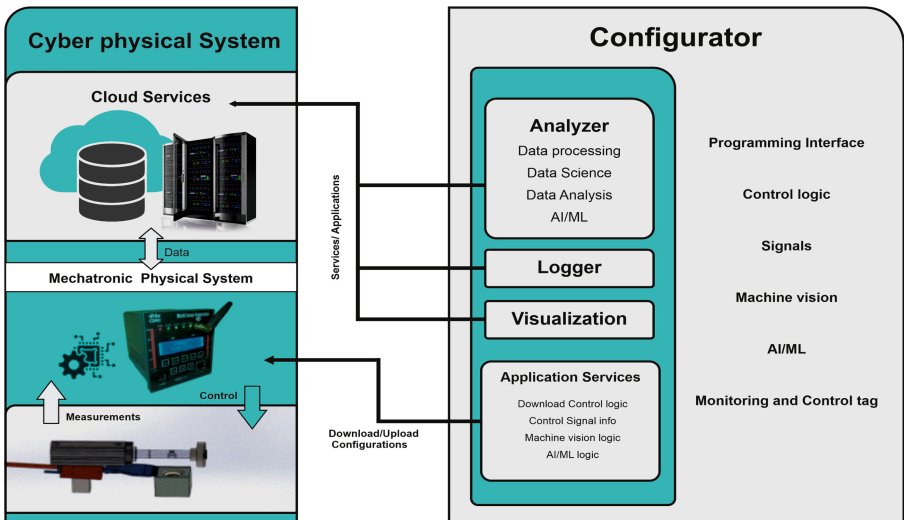 Cyber physical System
Cloud Services
Data
Mechatronic Physical System
Measurements
Control
Services/ Applications
Download/Upload
Configurations
Configurator
Analyzer
Data processing
Data Science
Data Analysis
AI/ML
Logger
Visualization
Application Services
Download Control logic
Control Signal info
Machine vision logic
AI/ML logic
Programming Interface
Control logic
Signals
Machine vision
AI/ML
Monitoring and Control tag